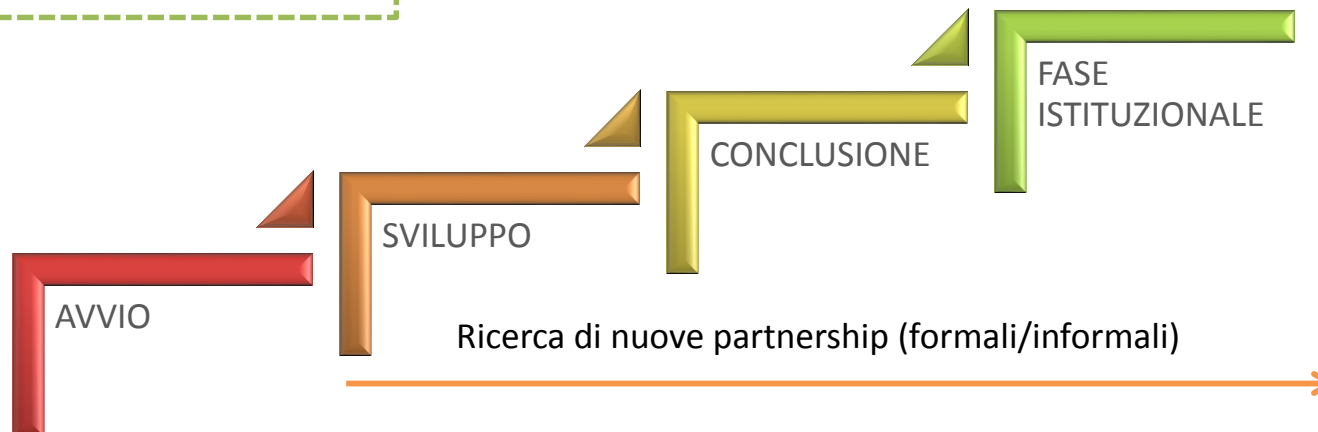 FASE
ISTITUZIONALE
CONCLUSIONE
SVILUPPO
AVVIO
Ricerca di nuove partnership (formali/informali)